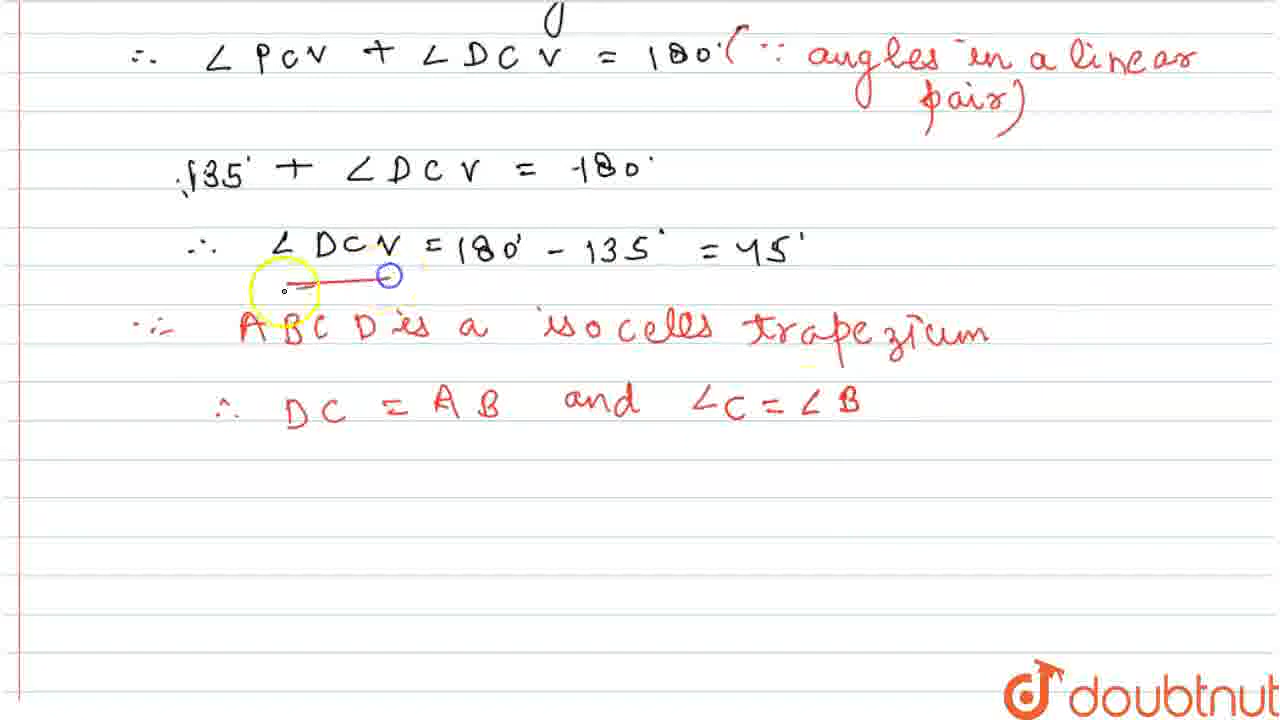 ∴ ∠PCV + ∠DCV = 180° (∵ angles in a linear
pair)
135° + ∠DCV = 180°
∴ ∠DCV = 180° - 135° = 45°
∵ ABCD is a isoceles trapezium
∴ DC = AB and ∠C = ∠B
doubtnut